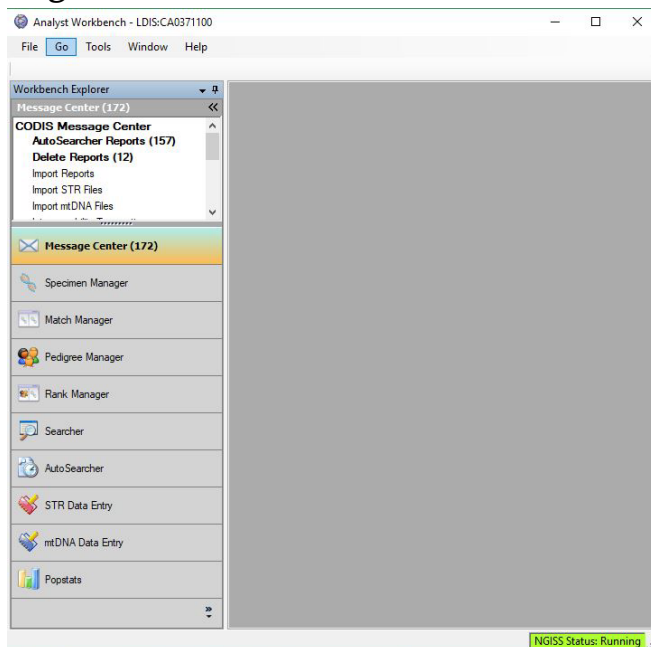 Analyst Workbench - LDIS:CA0371100
File Go Tools Window Help
Workbench Explorer
Message Center (172)
CODIS Message Center
AutoSearcher Reports (157)
Delete Reports (12)
Import Reports
Import STR Files
Import mtDNA Files
Message Center (172)
Specimen Manager
Match Manager
Pedigree Manager
Rank Manager
Searcher
AutoSearcher
STR Data Entry
mtDNA Data Entry
Popstats
NGISS Status: Running